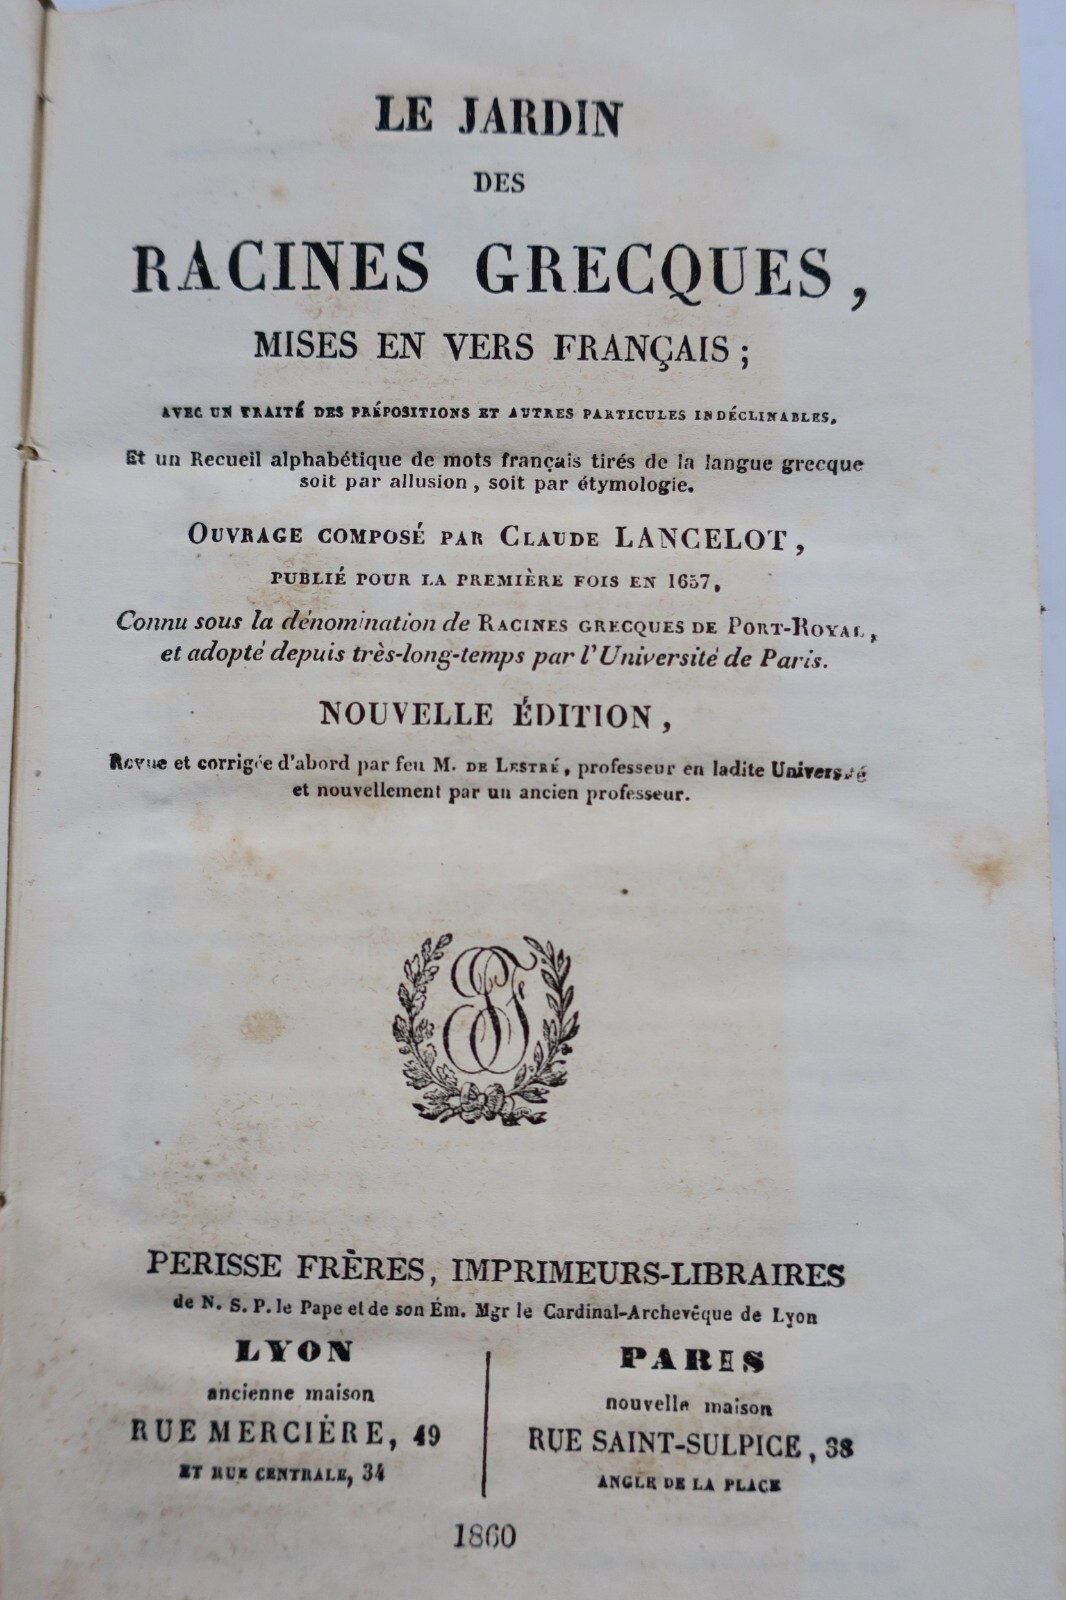 LE JARDIN
DES
RACINES GRECQUES,
MISES EN VERS FRANÇAIS;
AVEC UN TRAITÉ DES PRÉPOSITIONS ET AUTRES PARTICULES INDÉCLINABLES,
Et un Recueil alphabétique de mots français tirés de la langue grecque
soit par allusion, soit par étymologie.
OUVRAGE COMPOSÉ PAR CLAUDE LANCELOT,
PUBLIÉ POUR LA PREMIÈRE FOIS EN 1657,
Connu sous la dénomination de RACINES GRECQUES DE PORT-ROYAL,
et adopté depuis très-long-temps par l'Université de Paris.
NOUVELLE ÉDITION,
Revue et corrigée d'abord par feu M. DE LESTRÉ, professeur en ladite Université
et nouvellement par un ancien professeur.
PERISSE FRÈRES, IMPRIMEURS-LIBRAIRES
de N. S. P. le Pape et de son Ém. Mgr le Cardinal-Archevêque de Lyon
LYON
ancienne maison
RUE MERCIÈRE, 49
ET RUE CENTRALE, 34
PARIS
nouvelle maison
RUE SAINT-SULPICE, 38
ANGLE DE LA PLACE
1860